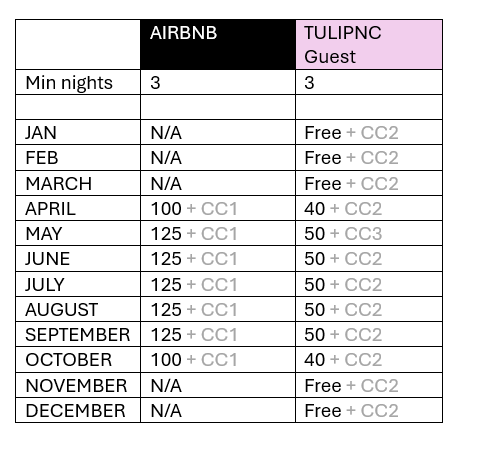 AIRBNB TULIPNC
Guest
Min nights 3 3
JAN N/A Free + CC2
FEB N/A Free + CC2
MARCH N/A Free + CC2
APRIL 100 + CC1 40 + CC2
MAY 125 + CC1 50 + CC3
JUNE 125 + CC1 50 + CC2
JULY 125 + CC1 50 + CC2
AUGUST 125 + CC1 50 + CC2
SEPTEMBER 125 + CC1 50 + CC2
OCTOBER 100 + CC1 40 + CC2
NOVEMBER N/A Free + CC2
DECEMBER N/A Free + CC2